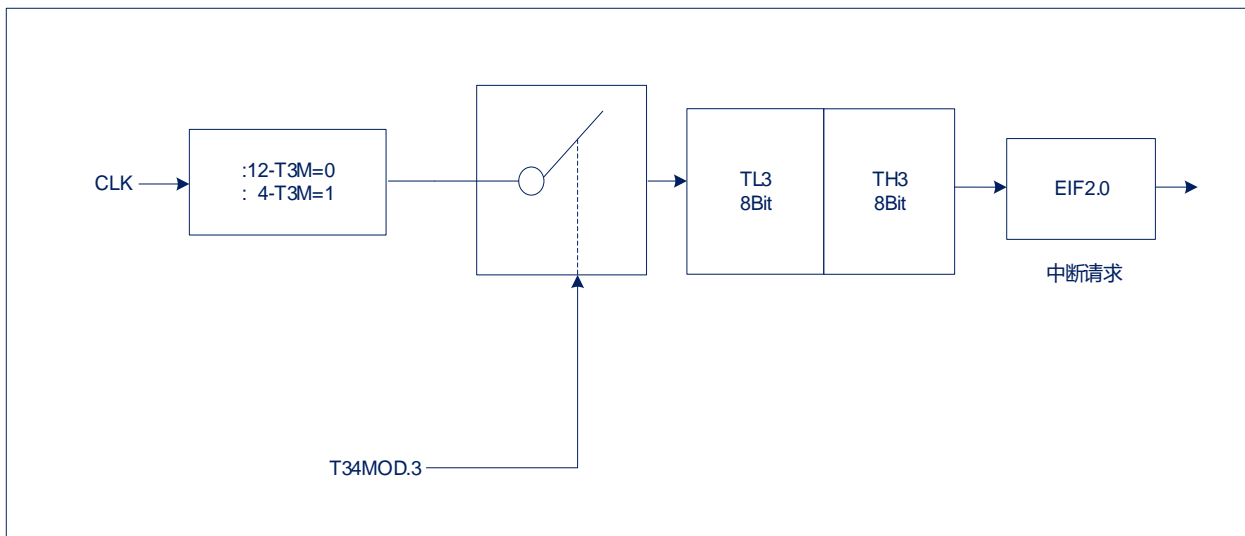 CLK
:12-T3M=0
: 4-T3M=1
TL3
8Bit
TH3
8Bit
EIF2.0
中断请求
T34MOD.3